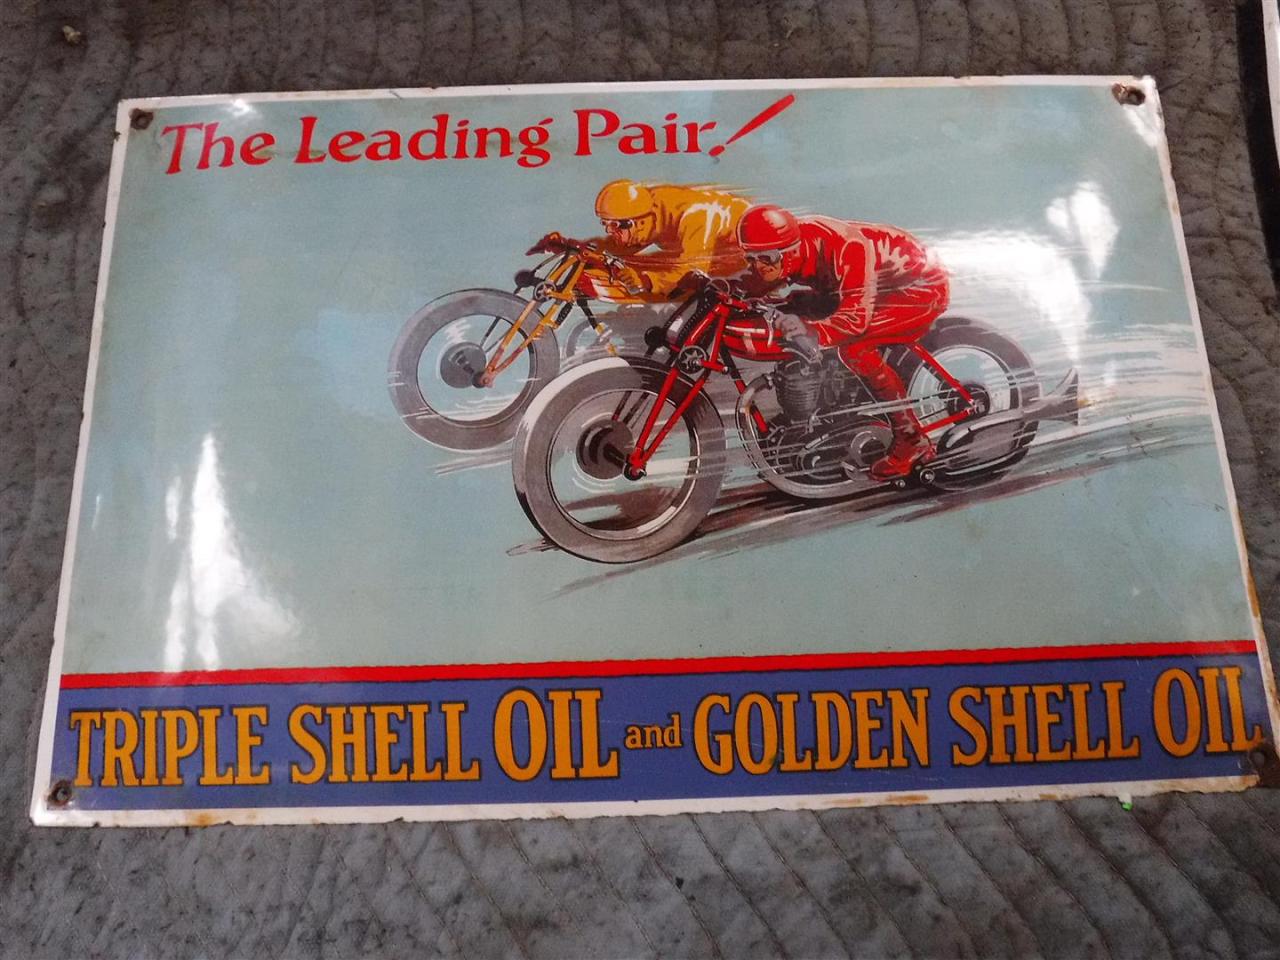 The Leading Pair!
TRIPLE SHELL OIL and GOLDEN SHELL OIL